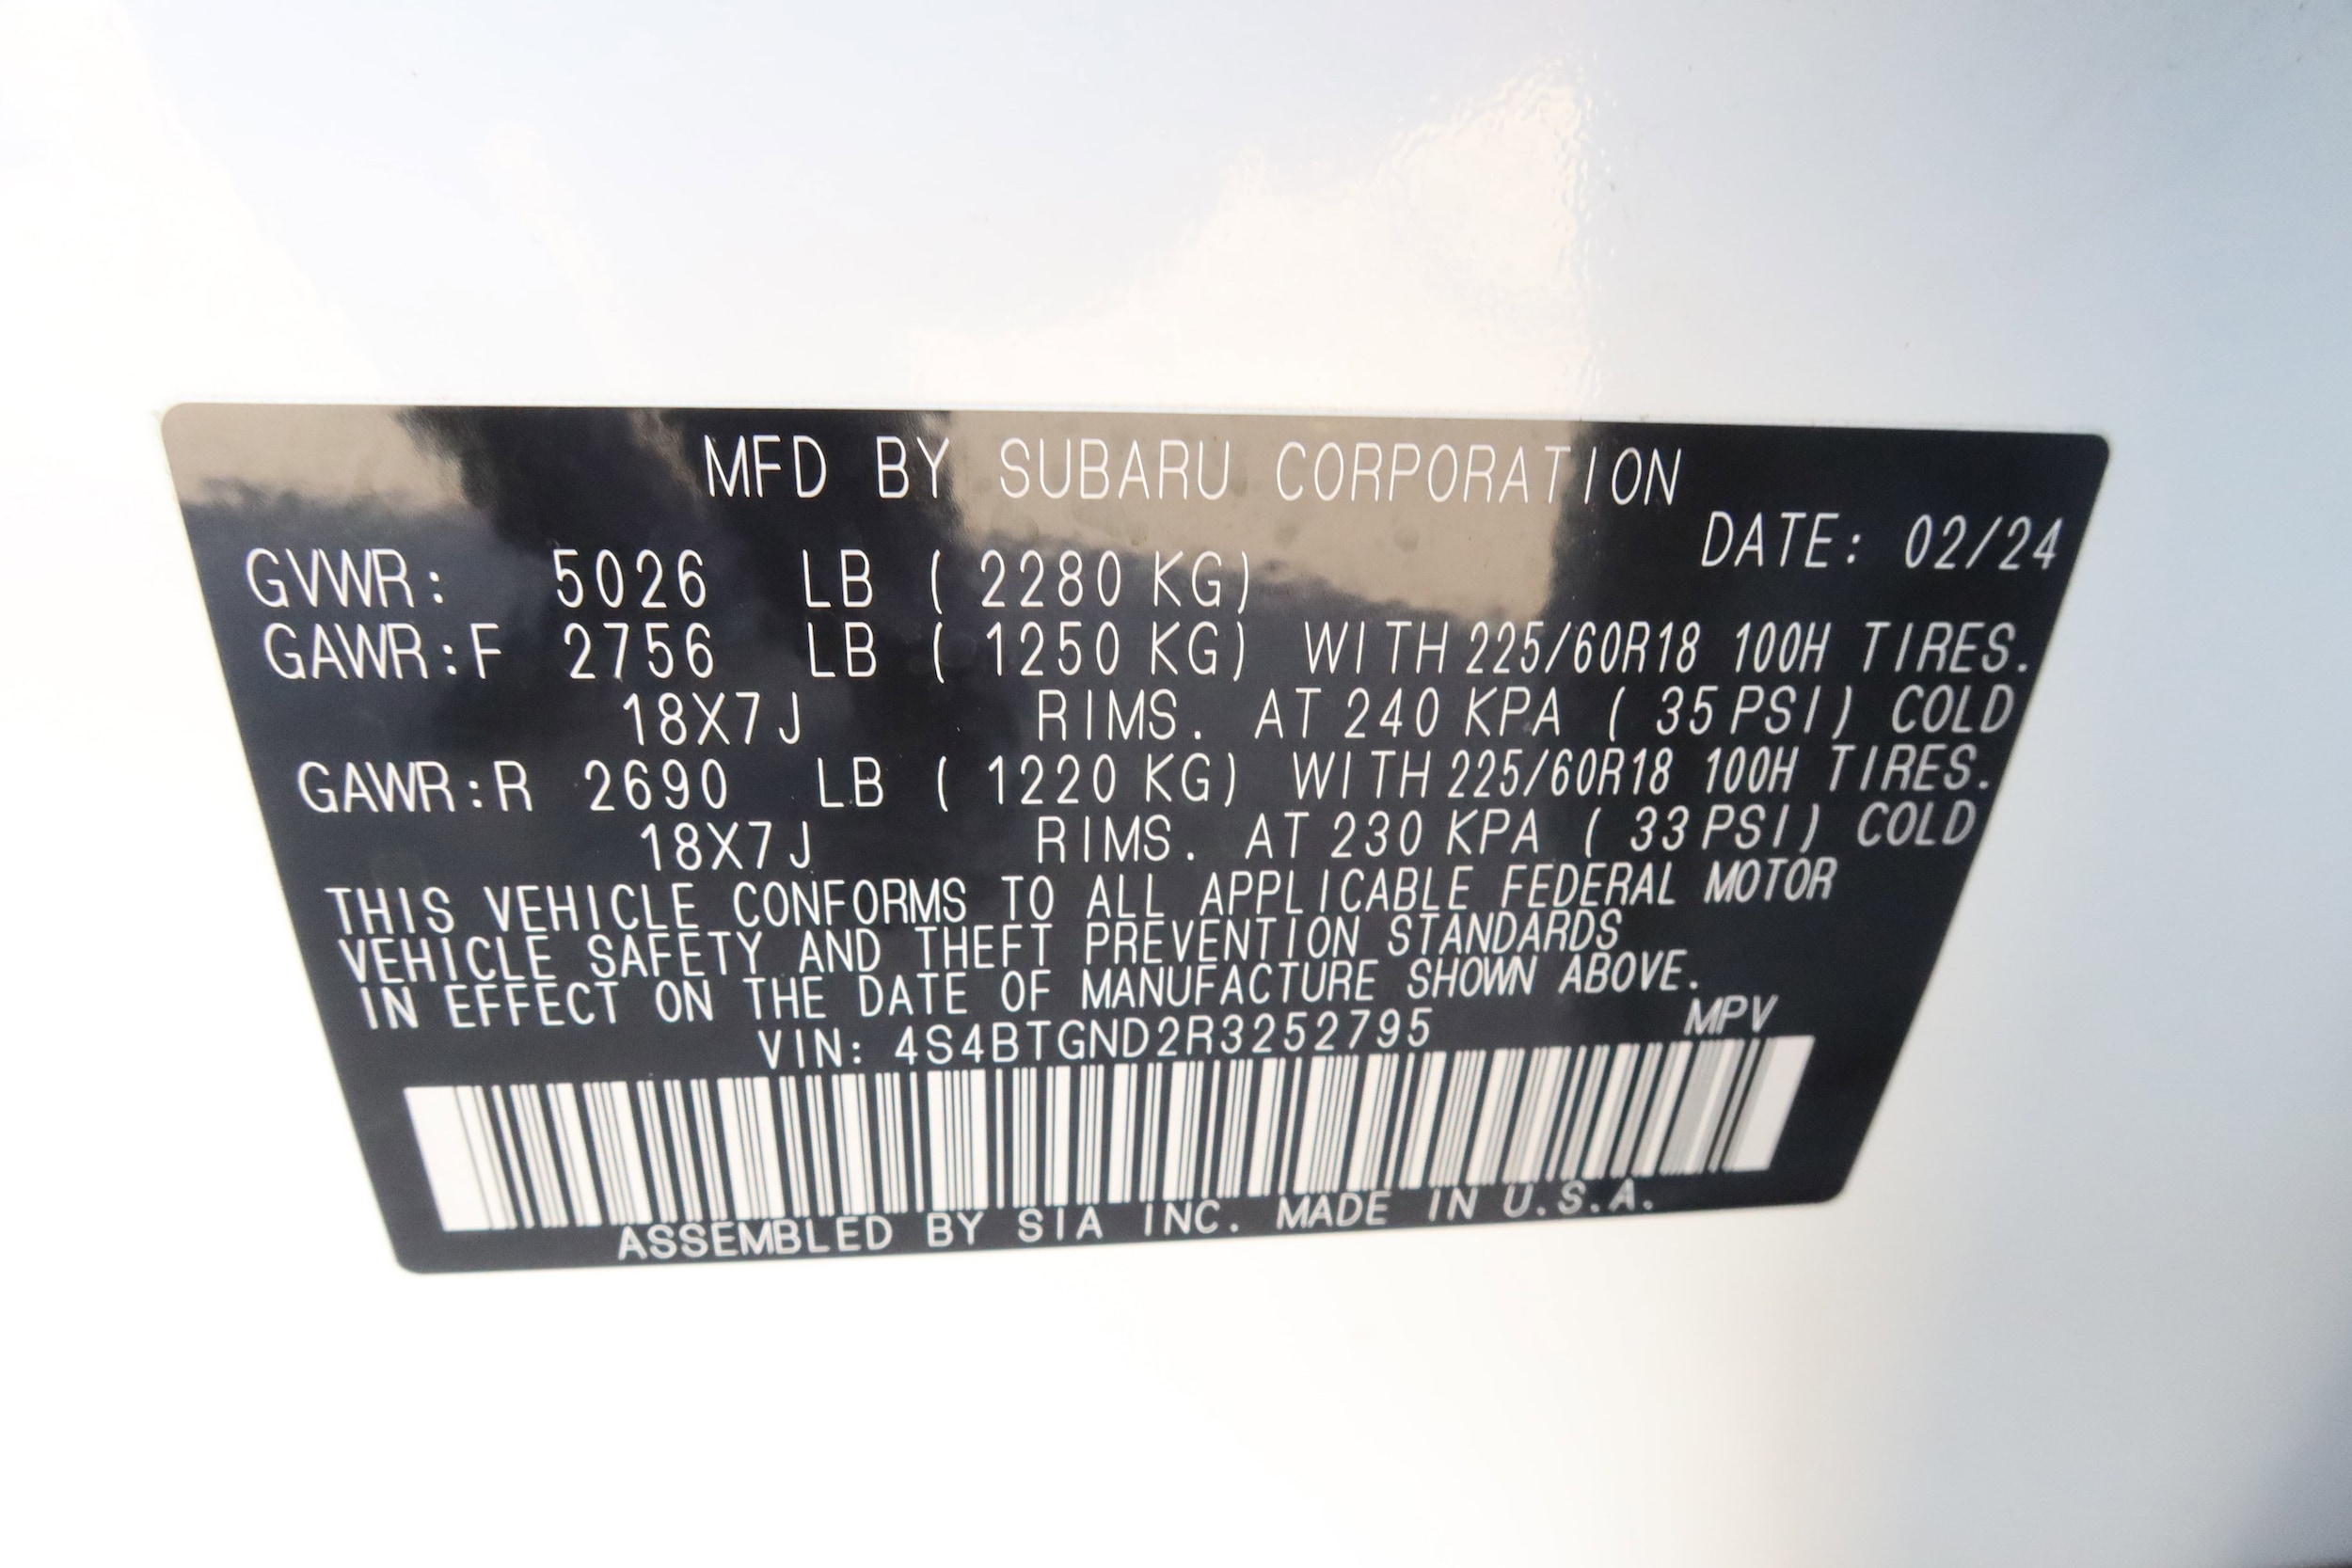 MFD BY SUBARU CORPORATION
DATE: 02/24
GVWR: 5026 LB ( 2280 KG)
GAWR:F 2756 LB ( 1250 KG) WITH 225/60R18 100H TIRES.
18X7J RIMS. AT 240 KPA ( 35 PSI) COLD
GAWR:R 2690 LB ( 1220 KG) WITH 225/60R18 100H TIRES.
18X7J RIMS. AT 230 KPA ( 33 PSI) COLD
THIS VEHICLE CONFORMS TO ALL APPLICABLE FEDERAL MOTOR
VEHICLE SAFETY AND THEFT PREVENTION STANDARDS
IN EFFECT ON THE DATE OF MANUFACTURE SHOWN ABOVE.
VIN: 4S4BTGND2R3252795 MPV
ASSEMBLED BY SIA INC. MADE IN U.S.A.